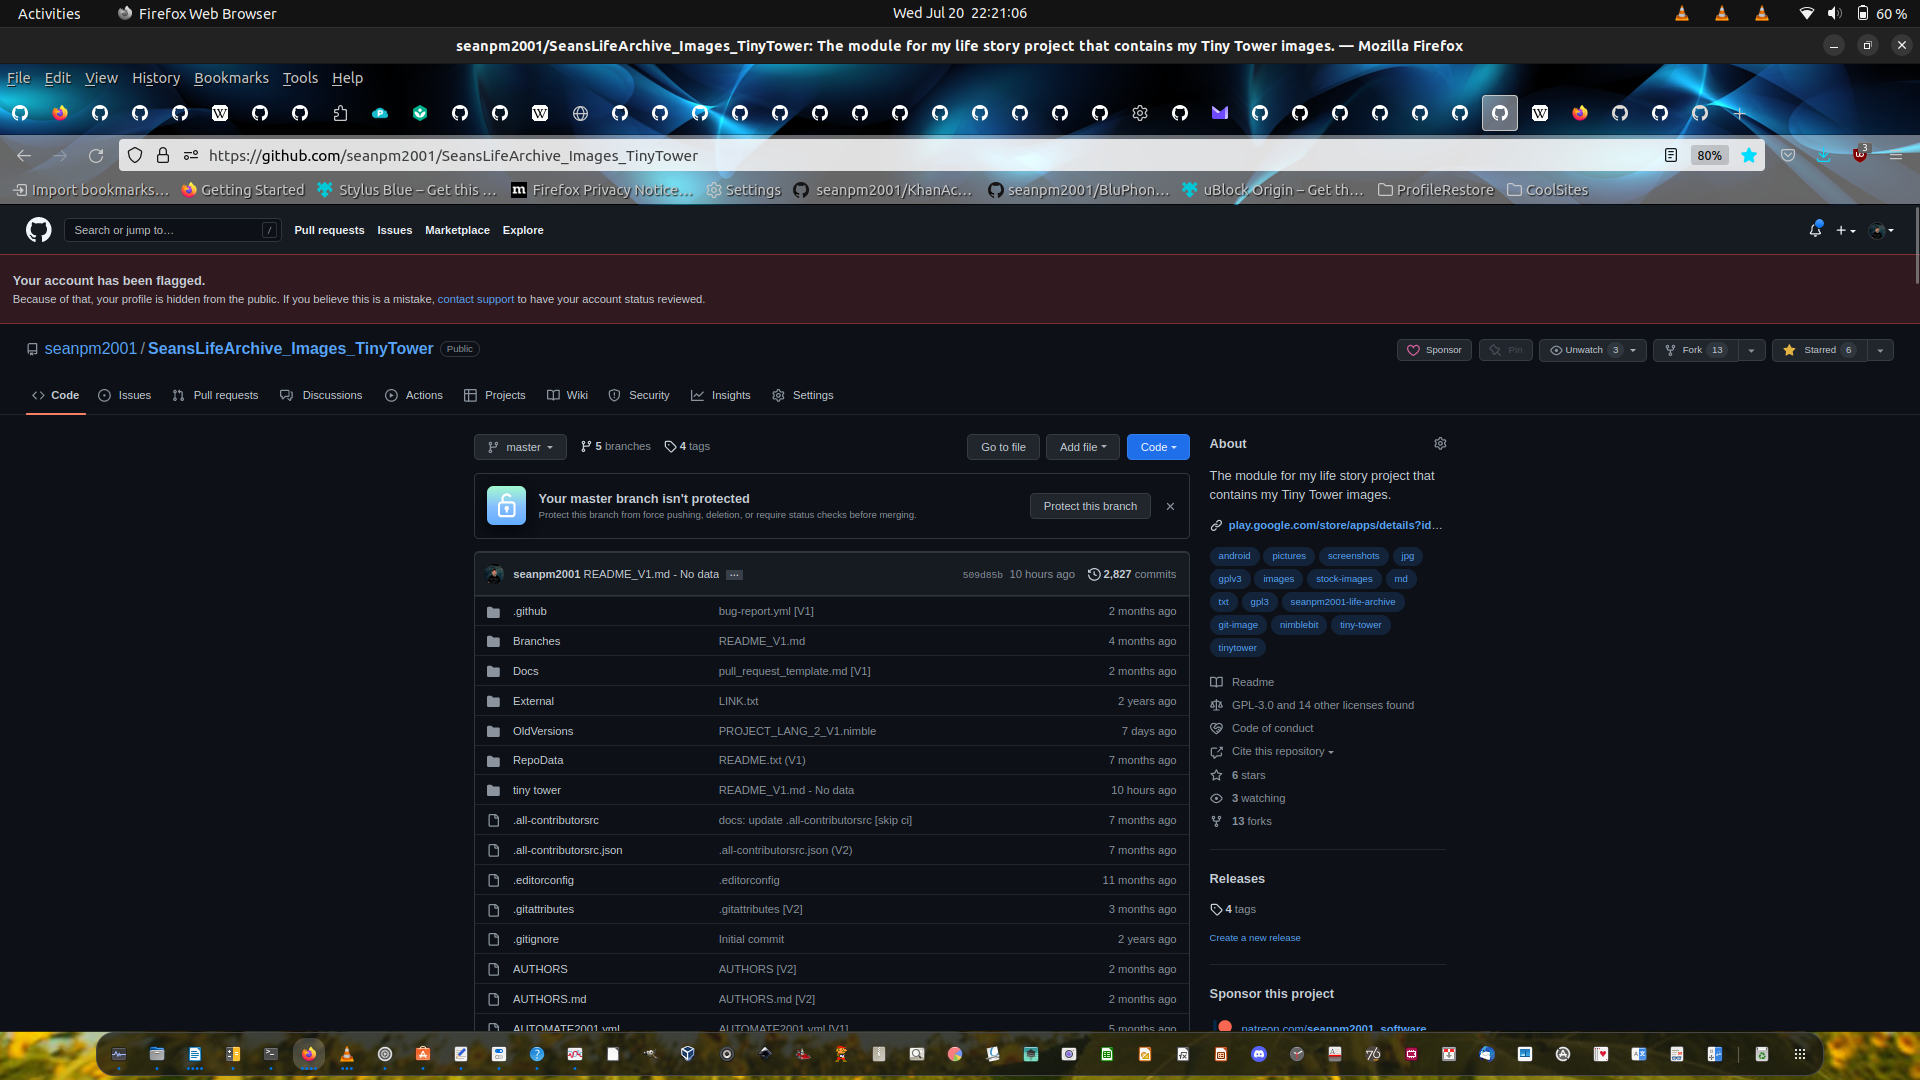 Activities
Firefox Web Browser
Wed Jul 20 22:21:06
60 %
seanpm2001/SeansLifeArchive_Images_TinyTower: The module for my life story project that contains my Tiny Tower images. — Mozilla Firefox
File Edit View History Bookmarks Tools Help
https://github.com/seanpm2001/SeansLifeArchive_Images_TinyTower
80%
3
Import bookmarks… Getting Started Stylus Blue – Get this … Firefox Privacy Notice… Settings seanpm2001/KhanAc… seanpm2001/BluPhon… uBlock Origin – Get th… ProfileRestore CoolSites
Search or jump to… /
Pull requests Issues Marketplace Explore
Your account has been flagged.
Because of that, your profile is hidden from the public. If you believe this is a mistake, contact support to have your account status reviewed.
seanpm2001 / SeansLifeArchive_Images_TinyTower Public
Sponsor Pin Unwatch 3 Fork 13 Starred 6
Code Issues Pull requests Discussions Actions Projects Wiki Security Insights Settings
master 5 branches 4 tags Go to file Add file Code
Your master branch isn't protected
Protect this branch from force pushing, deletion, or require status checks before merging.
Protect this branch
seanpm2001 README_V1.md - No data … 509d85b 10 hours ago 2,827 commits
.github bug-report.yml [V1] 2 months ago
Branches README_V1.md 4 months ago
Docs pull_request_template.md [V1] 2 months ago
External LINK.txt 2 years ago
OldVersions PROJECT_LANG_2_V1.nimble 7 days ago
RepoData README.txt (V1) 7 months ago
tiny tower README_V1.md - No data 10 hours ago
.all-contributorsrc docs: update .all-contributorsrc [skip ci] 7 months ago
.all-contributorsrc.json .all-contributorsrc.json (V2) 7 months ago
.editorconfig .editorconfig 11 months ago
.gitattributes .gitattributes [V2] 3 months ago
.gitignore Initial commit 2 years ago
AUTHORS AUTHORS [V2] 2 months ago
AUTHORS.md AUTHORS.md [V2] 2 months ago
AUTOMATE2001.yml AUTOMATE2001.yml [V1] 5 months ago
About
The module for my life story project that
contains my Tiny Tower images.
play.google.com/store/apps/details?id…
android pictures screenshots jpg
gplv3 images stock-images md
txt gpl3 seanpm2001-life-archive
git-image nimblebit tiny-tower
tinytower
Readme
GPL-3.0 and 14 other licenses found
Code of conduct
Cite this repository
6 stars
3 watching
13 forks
Releases
4 tags
Create a new release
Sponsor this project
patreon.com/seanpm2001_software